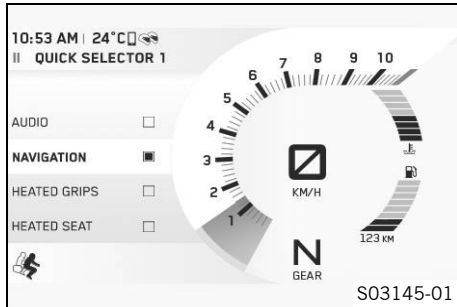 10:53 AM | 24°C
QUICK SELECTOR 1
AUDIO
NAVIGATION
HEATED GRIPS
HEATED SEAT
1
2
3
4
5
6
7
8
9
10
0
KM/H
N
GEAR
123 KM
S03145-01